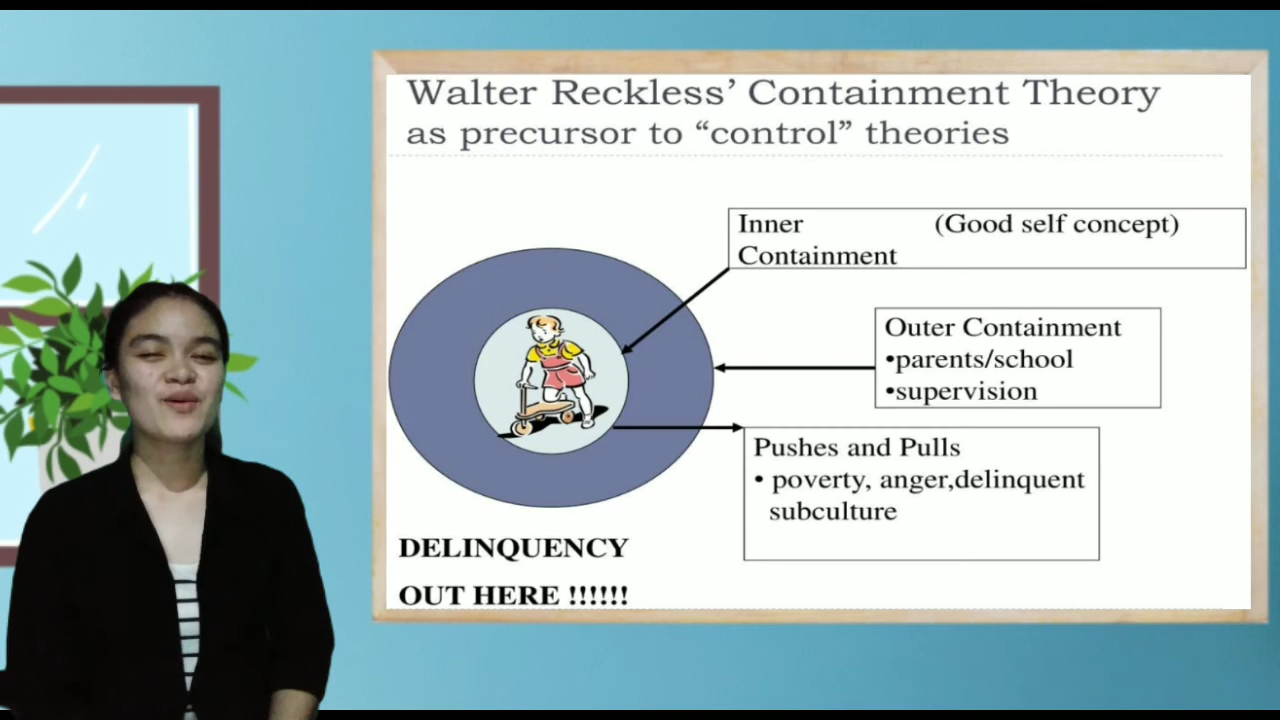 Walter Reckless’ Containment Theory
as precursor to “control” theories
Inner (Good self concept)
Containment
Outer Containment
•parents/school
•supervision
Pushes and Pulls
• poverty, anger,delinquent
subculture
DELINQUENCY
OUT HERE !!!!!!